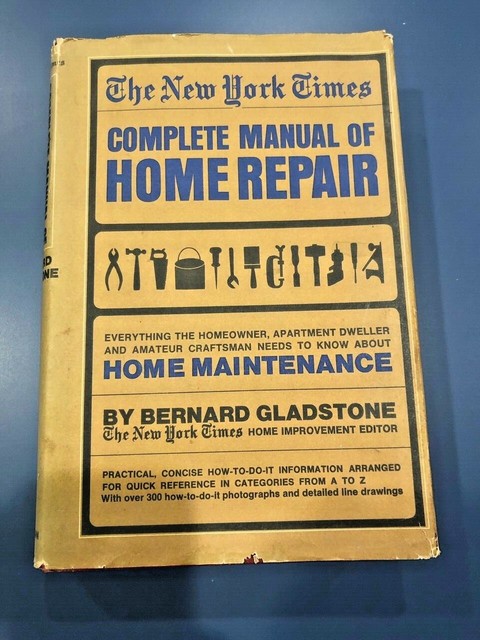 The New York Times
COMPLETE MANUAL OF
HOME REPAIR
EVERYTHING THE HOMEOWNER, APARTMENT DWELLER
AND AMATEUR CRAFTSMAN NEEDS TO KNOW ABOUT
HOME MAINTENANCE
BY BERNARD GLADSTONE
The New York Times HOME IMPROVEMENT EDITOR
PRACTICAL, CONCISE HOW-TO-DO-IT INFORMATION ARRANGED
FOR QUICK REFERENCE IN CATEGORIES FROM A TO Z
With over 300 how-to-do-it photographs and detailed line drawings